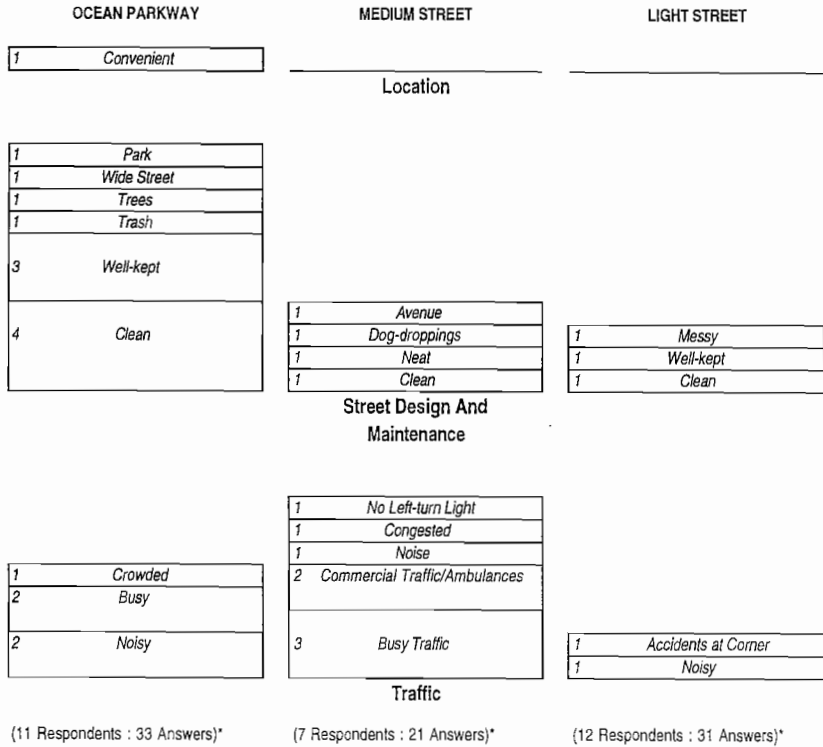 OCEAN PARKWAY MEDIUM STREET LIGHT STREET
1 Convenient
Location
1 Park
1 Wide Street
1 Trees
1 Trash
3 Well-kept
4 Clean
1 Avenue
1 Dog-droppings
1 Neat
1 Clean
1 Messy
1 Well-kept
1 Clean
Street Design And
Maintenance
1 Crowded
2 Busy
2 Noisy
1 No Left-turn Light
1 Congested
1 Noise
2 Commercial Traffic/Ambulances
3 Busy Traffic
1 Accidents at Corner
1 Noisy
Traffic
(11 Respondents : 33 Answers)* (7 Respondents : 21 Answers)* (12 Respondents : 31 Answers)*